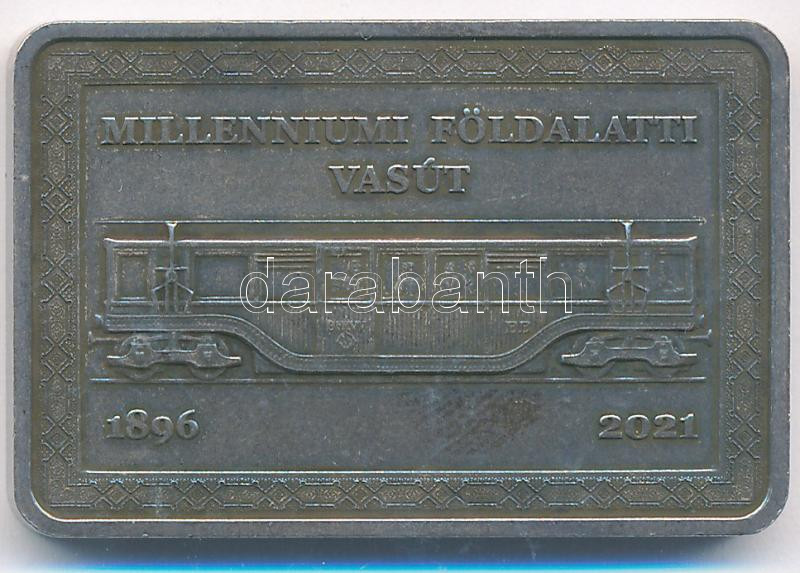 MILLENNIUMI FÖLDALATTI
VASÚT
darabanth
1896 2021